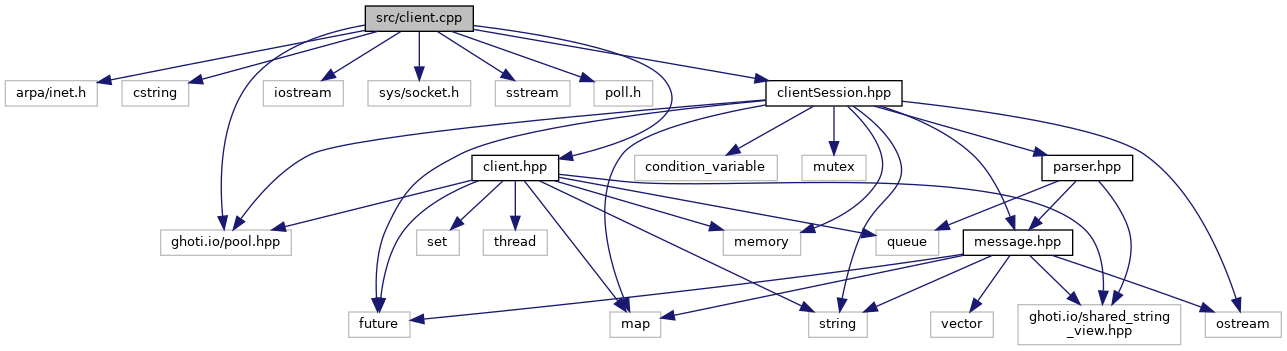 src/client.cpp
arpa/inet.h
cstring
iostream
sys/socket.h
sstream
poll.h
clientSession.hpp
client.hpp
condition_variable
mutex
parser.hpp
ghoti.io/pool.hpp
set
thread
memory
queue
message.hpp
future
map
string
vector
ghoti.io/shared_string
_view.hpp
ostream